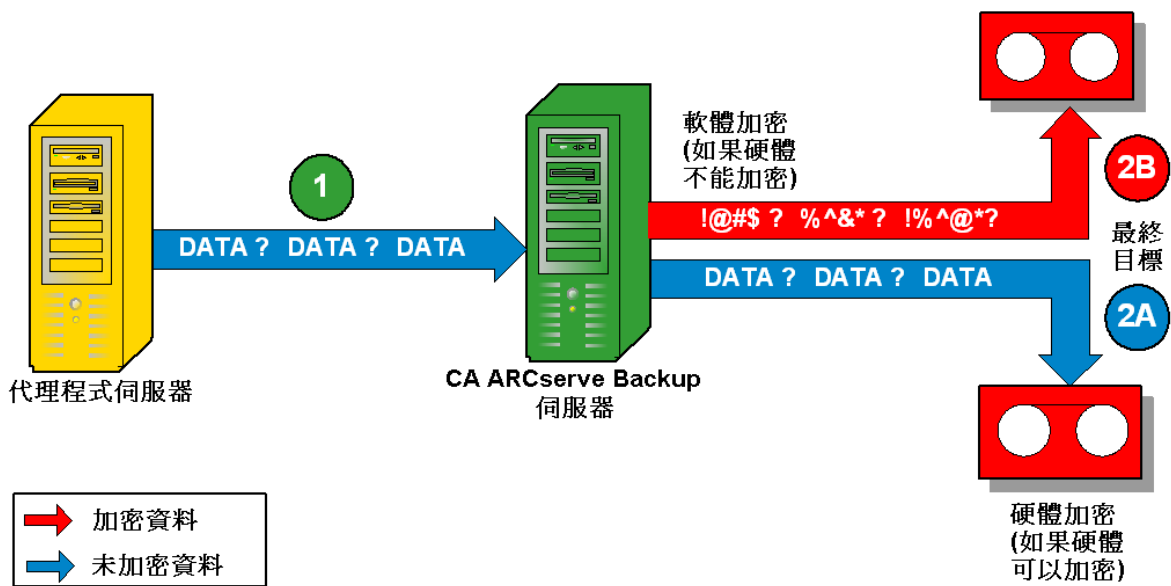 軟體加密
(如果硬體
不能加密)
1
2B
!@#$ ? %^&* ? !%^@*?
DATA ? DATA ? DATA
最終
目標
DATA ? DATA ? DATA
2A
代理程式伺服器
CA ARCserve Backup
伺服器
加密資料
未加密資料
硬體加密
(如果硬體
可以加密)